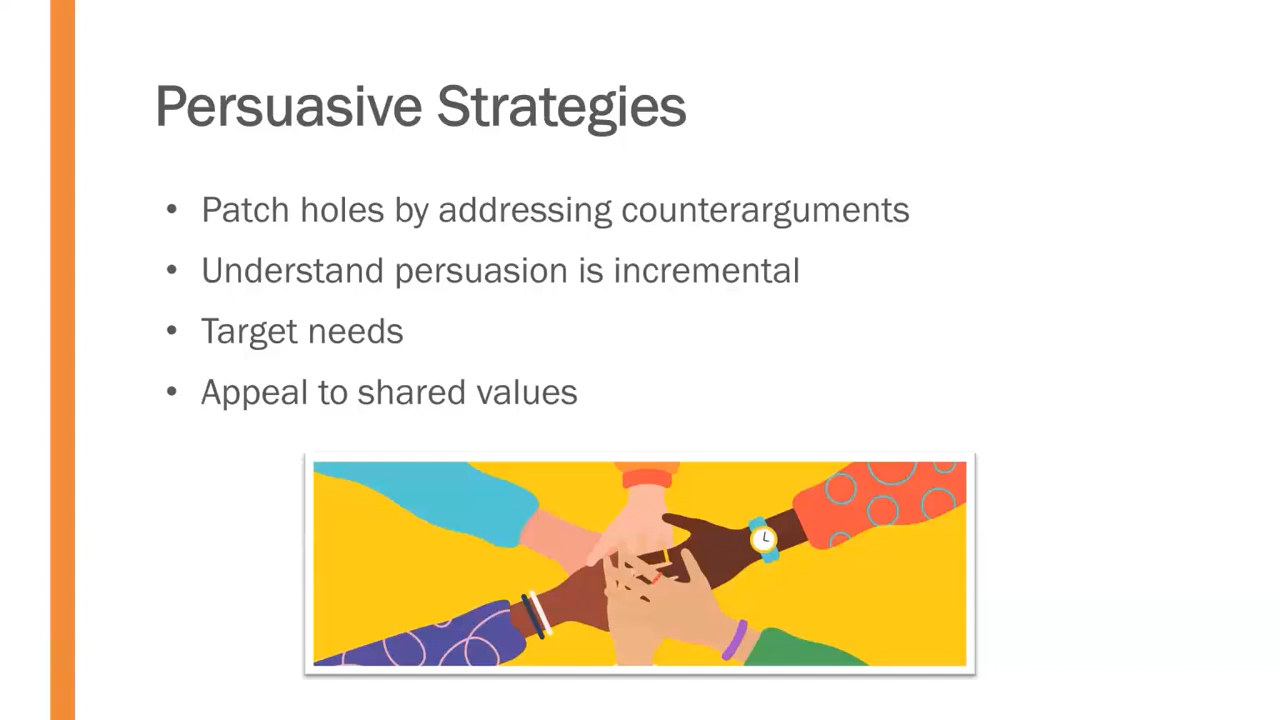 Persuasive Strategies
• Patch holes by addressing counterarguments
• Understand persuasion is incremental
• Target needs
• Appeal to shared values